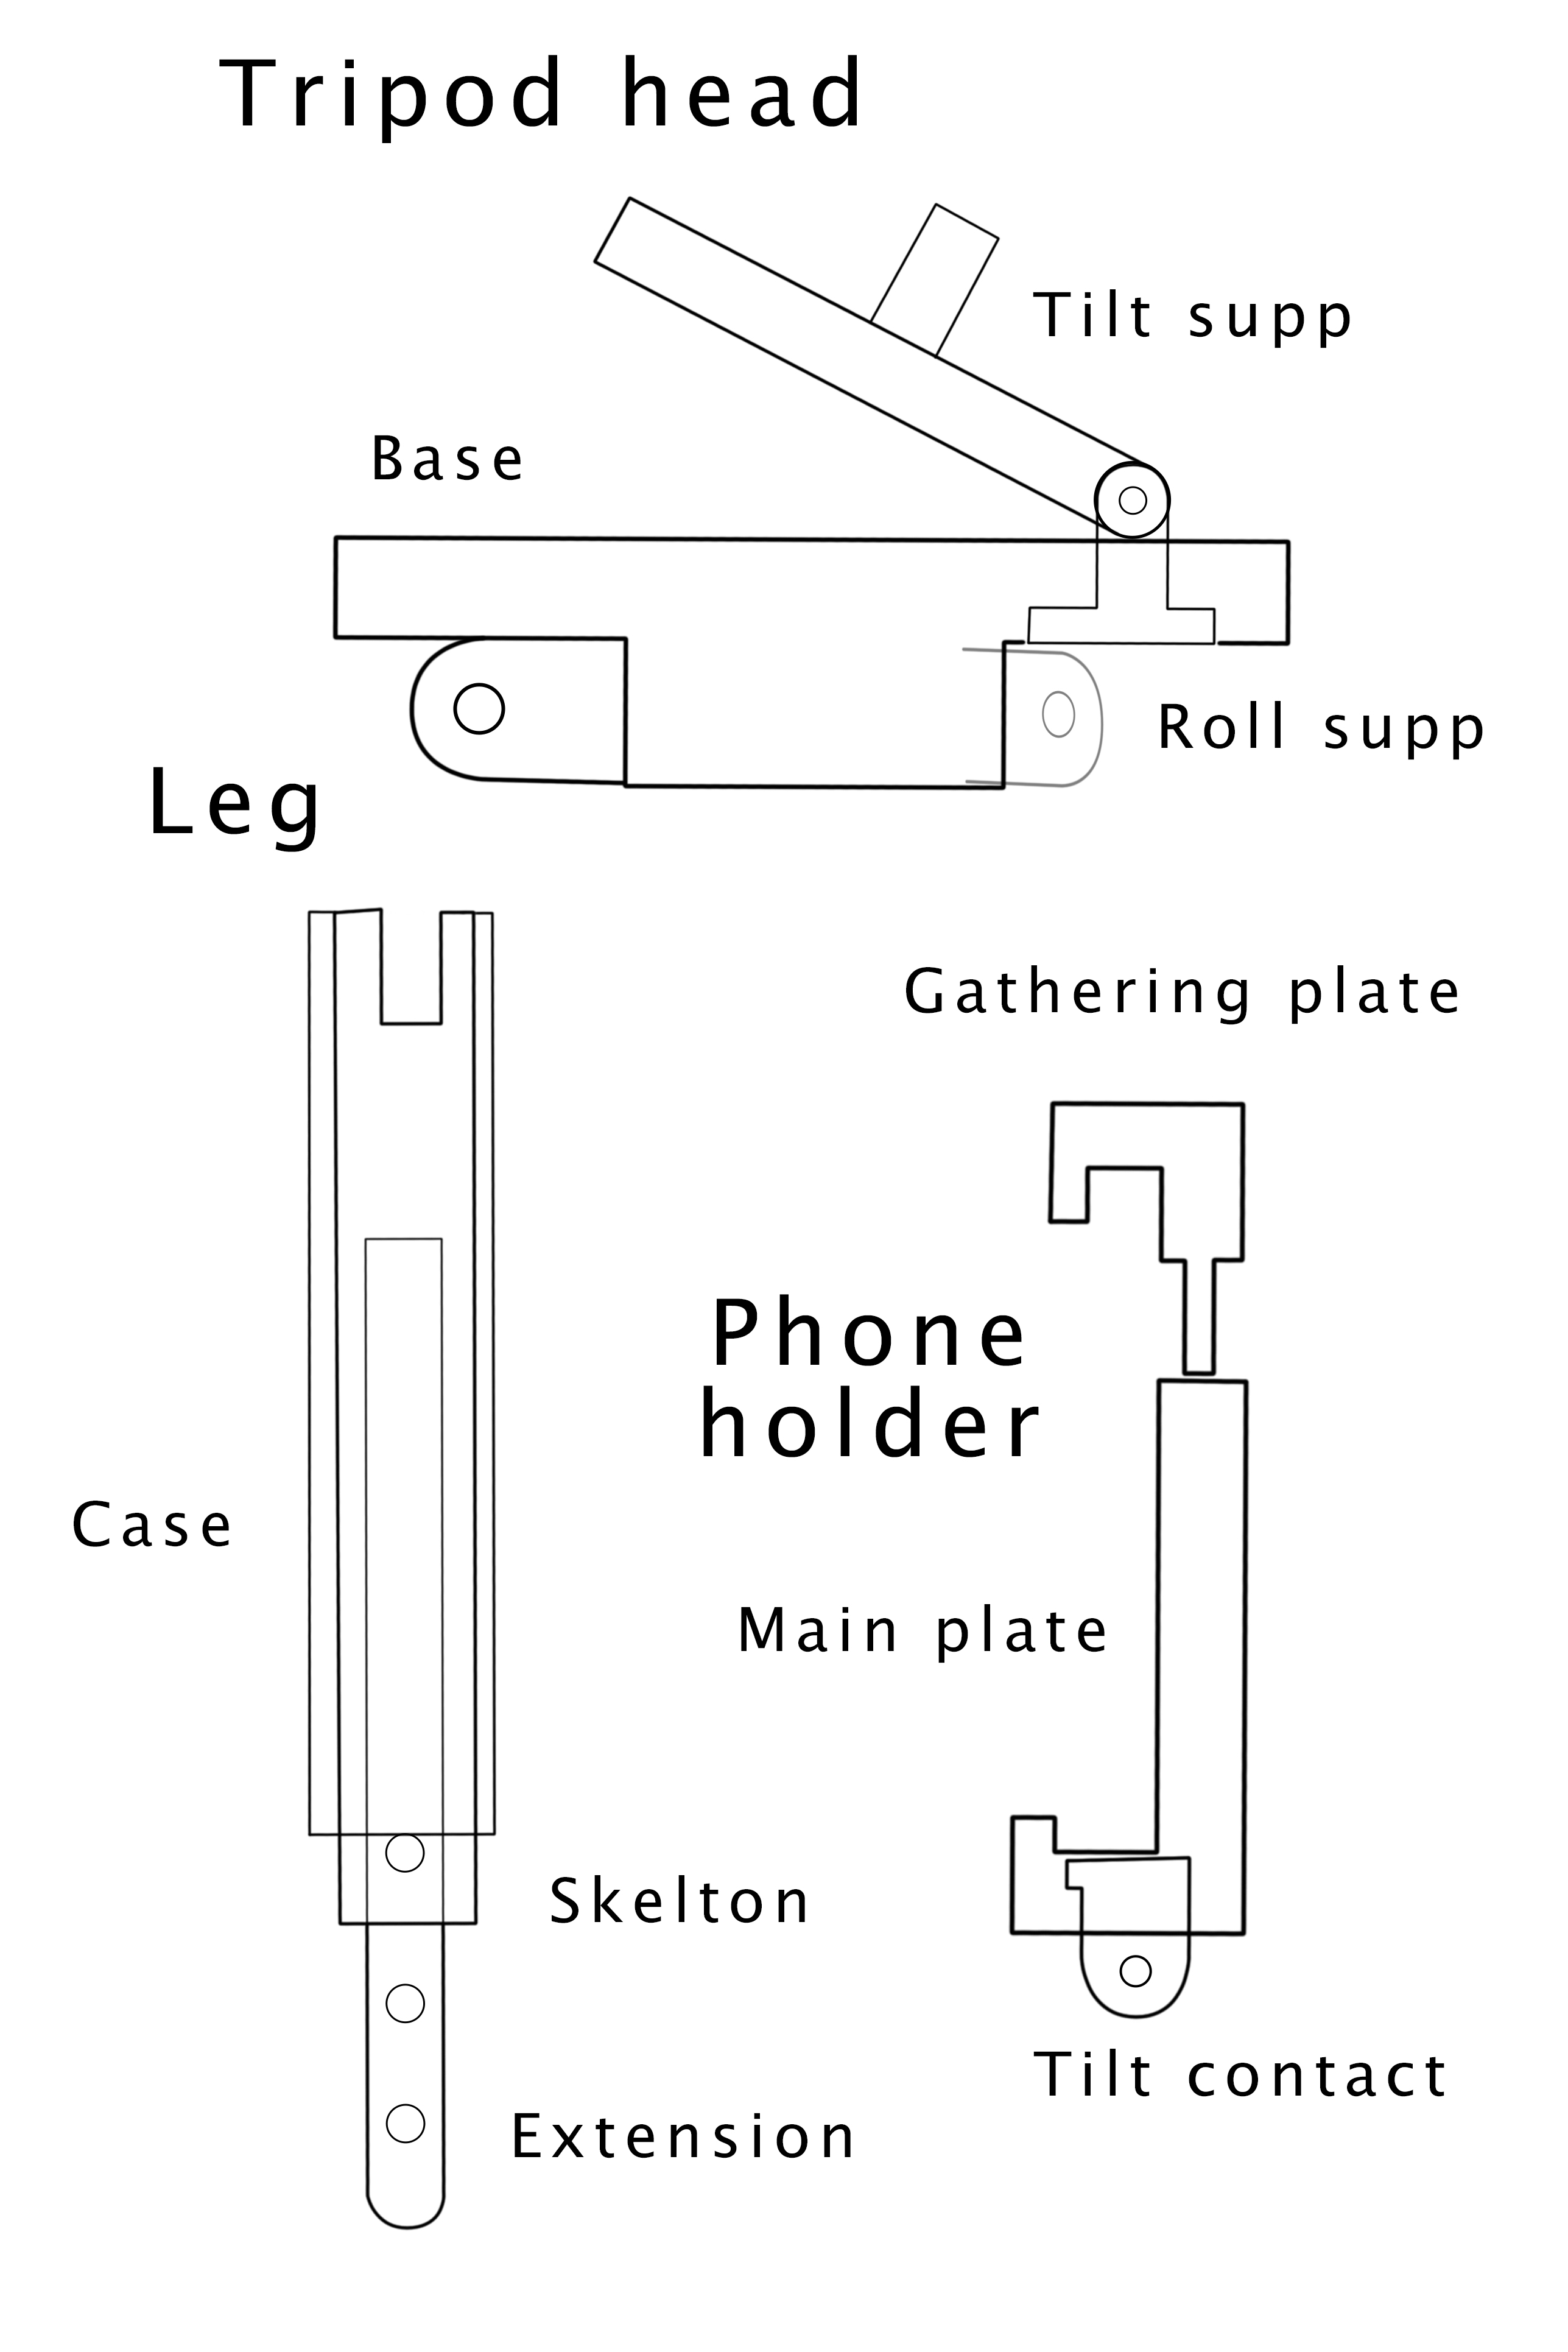 Tripod head
Tilt supp
Base
Roll supp
Leg
Gathering plate
Phone
holder
Case
Main plate
Skelton
Tilt contact
Extension